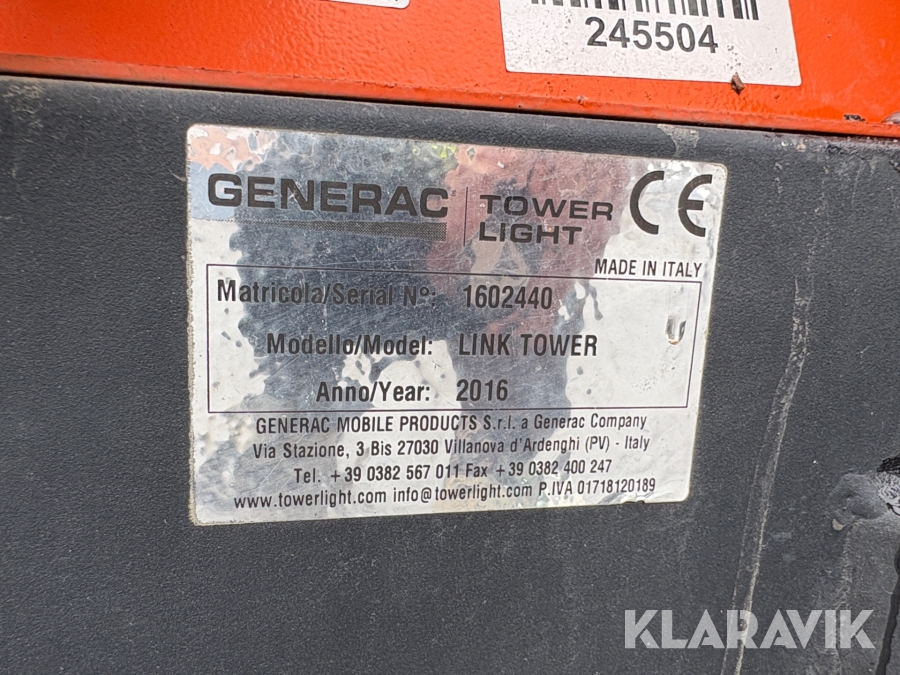 245504
GENERAC
TOWER
LIGHT
CE
MADE IN ITALY
Matricola/Serial N°: 1602440
Modello/Model: LINK TOWER
Anno/Year: 2016
GENERAC MOBILE PRODUCTS S.r.l. a Generac Company
Via Stazione, 3 Bis 27030 Villanova d'Ardenghi (PV) - Italy
Tel. +39 0382 567 011 Fax +39 0382 400 247
www.towerlight.com info@towerlight.com P.IVA 01718120189
KLARAVIK